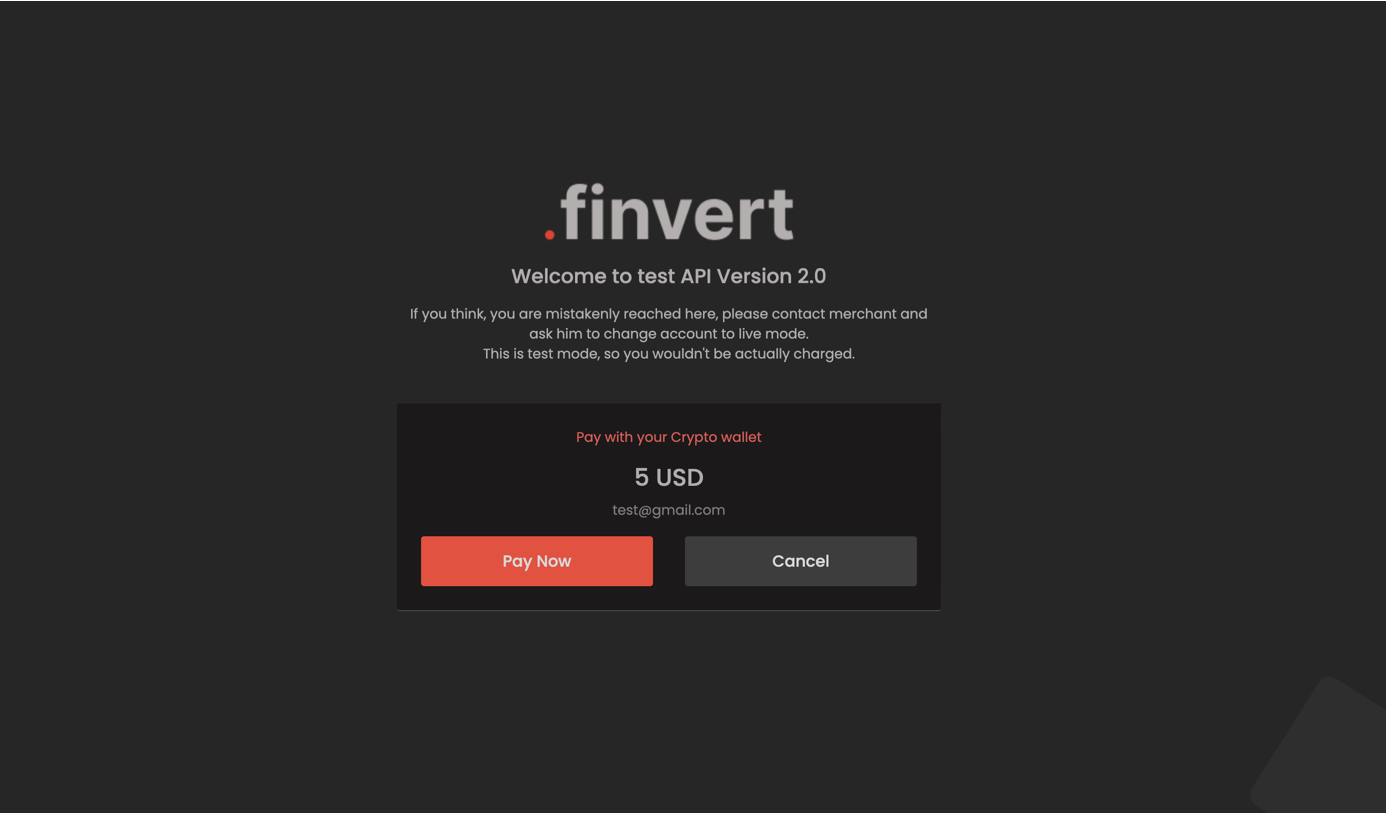 .finvert
Welcome to test API Version 2.0
If you think, you are mistakenly reached here, please contact merchant and
ask him to change account to live mode.
This is test mode, so you wouldn't be actually charged.
Pay with your Crypto wallet
5 USD
test@gmail.com
Pay Now
Cancel